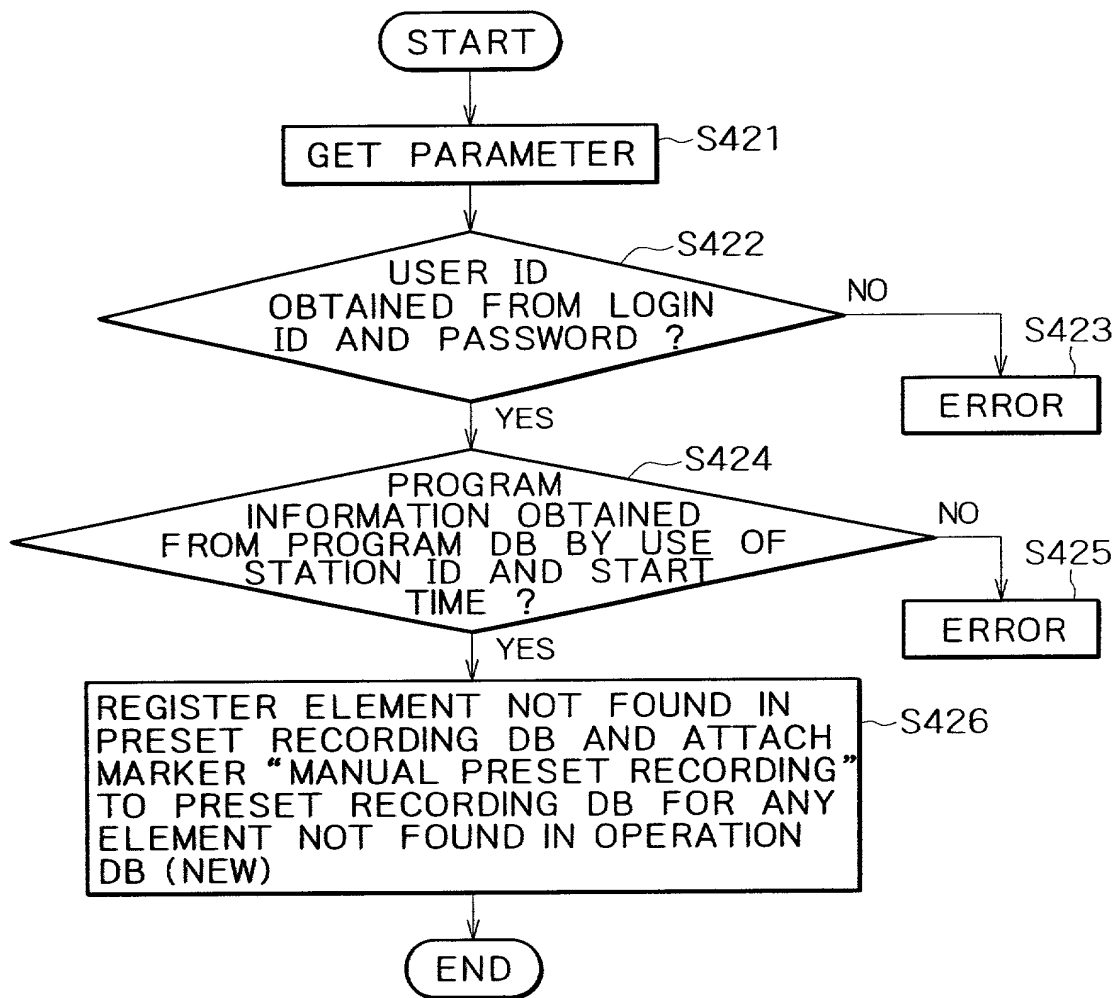 START
GET PARAMETER
S421
S422
USER ID
OBTAINED FROM LOGIN
ID AND PASSWORD ?
NO
S423
ERROR
YES
S424
PROGRAM
INFORMATION OBTAINED
FROM PROGRAM DB BY USE OF
STATION ID AND START
TIME ?
NO
S425
ERROR
YES
REGISTER ELEMENT NOT FOUND IN
PRESET RECORDING DB AND ATTACH
MARKER “MANUAL PRESET RECORDING”
TO PRESET RECORDING DB FOR ANY
ELEMENT NOT FOUND IN OPERATION
DB (NEW)
S426
END